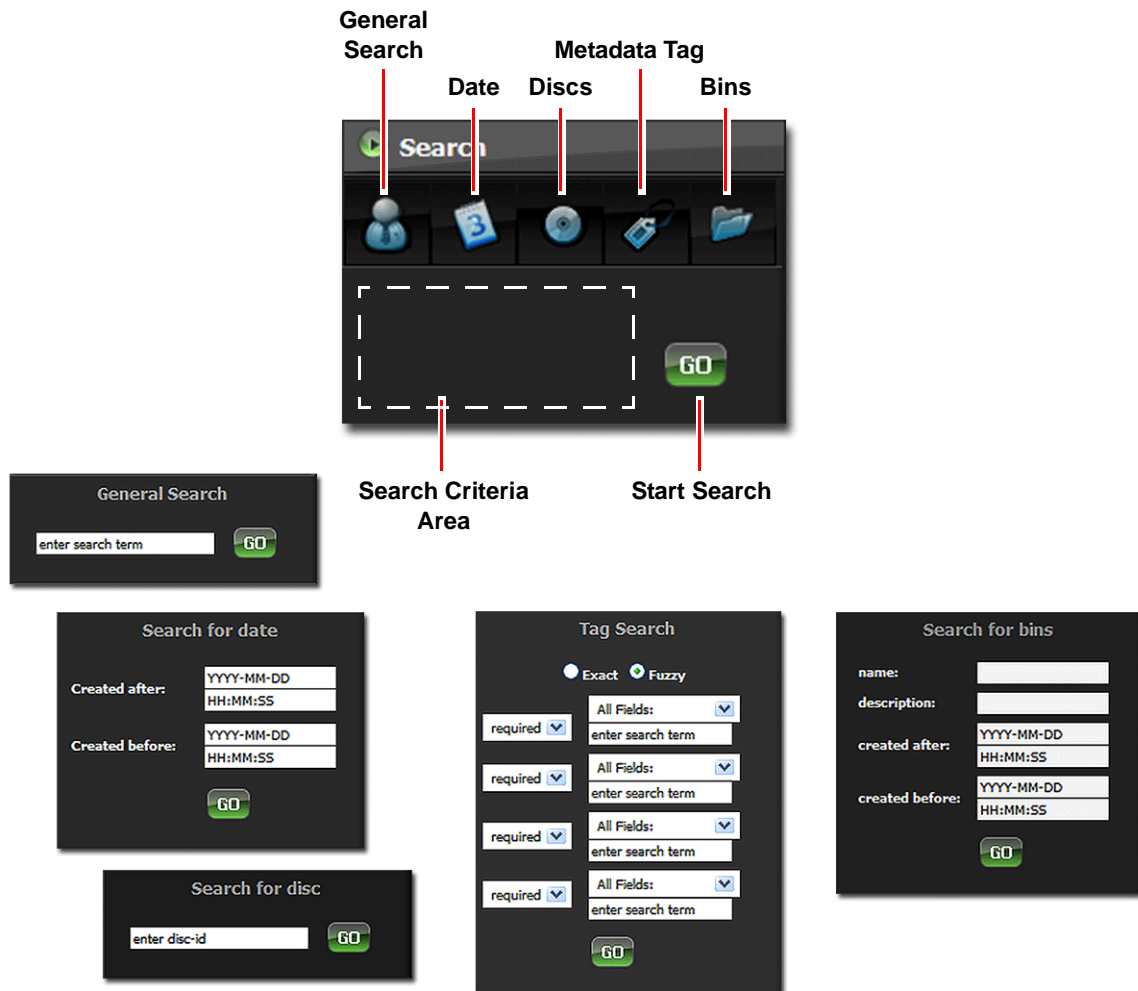 General
Search
Metadata Tag
Date
Discs
Bins
Search
3
GO
Search Criteria
Area
Start Search
General Search
enter search term
GO
Search for date
Created after:
YYYY-MM-DD
HH:MM:SS
Created before:
YYYY-MM-DD
HH:MM:SS
GO
Search for disc
enter disc-id
GO
Tag Search
Exact Fuzzy
required
All Fields:
enter search term
required
All Fields:
enter search term
required
All Fields:
enter search term
required
All Fields:
enter search term
GO
Search for bins
name:
description:
created after:
YYYY-MM-DD
HH:MM:SS
created before:
YYYY-MM-DD
HH:MM:SS
GO